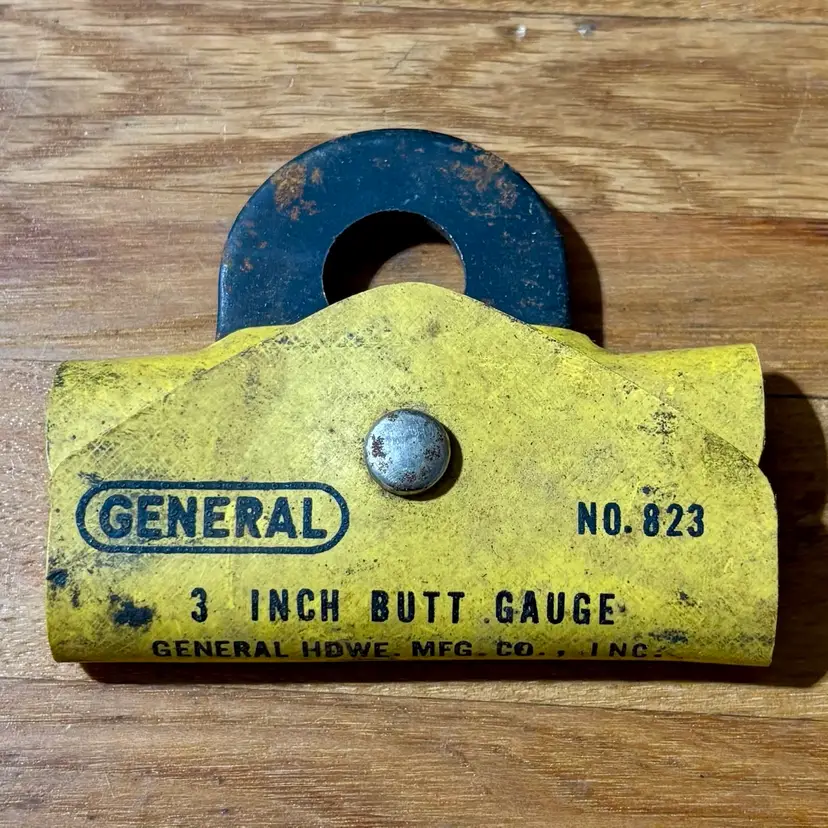 GENERAL NO. 823
3 INCH BUTT GAUGE
GENERAL HDWE. MFG. CO., INC.